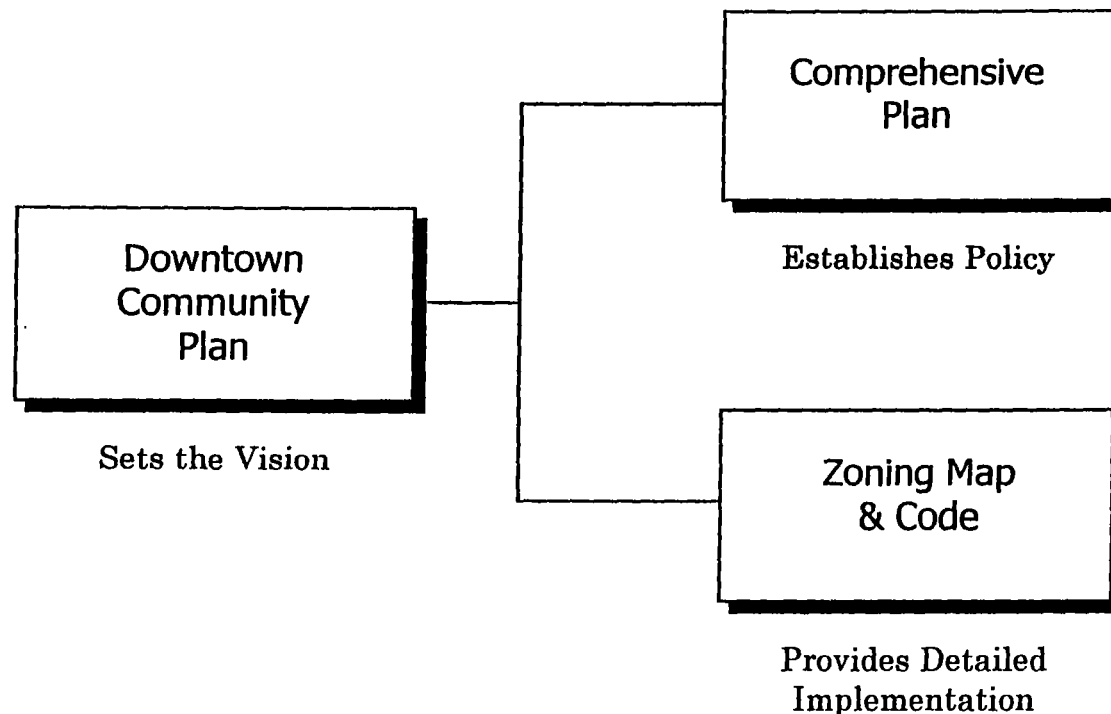 Downtown
Community
Plan
Sets the Vision
Comprehensive
Plan
Establishes Policy
Zoning Map
& Code
Provides Detailed
Implementation